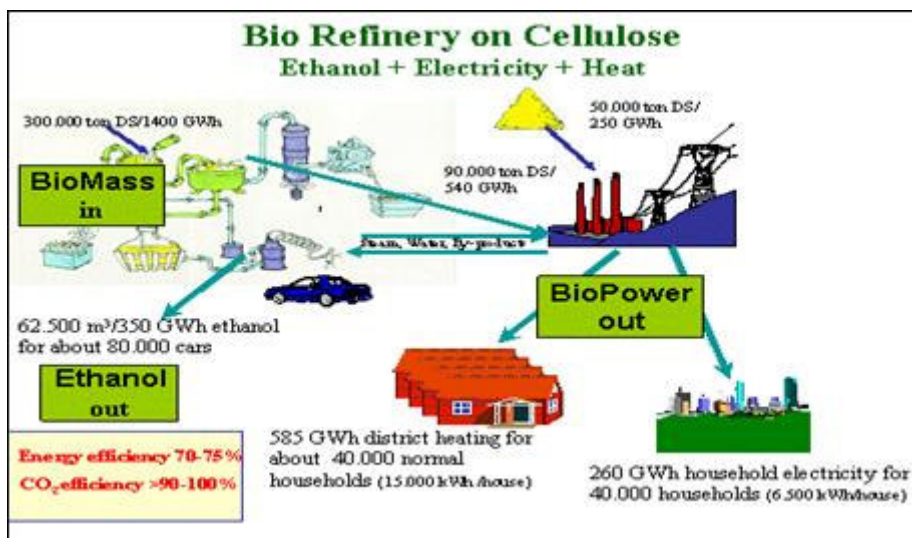 Bio Refinery on Cellulose
Ethanol + Electricity + Heat
300.000 ton DS/1400 GWh
50.000 ton DS/
250 GWh
BioMass
in
90.000 ton DS/
540 GWh
Steam, Water, By-products
BioPower
out
62.500 m³/350 GWh ethanol
for about 80.000 cars
Ethanol
out
585 GWh district heating for
about 40.000 normal
households (15.000 kWh/house)
260 GWh household electricity for
40.000 households (6.500 kWh/house)
Energy efficiency 70-75%
CO₂ efficiency >90-100%